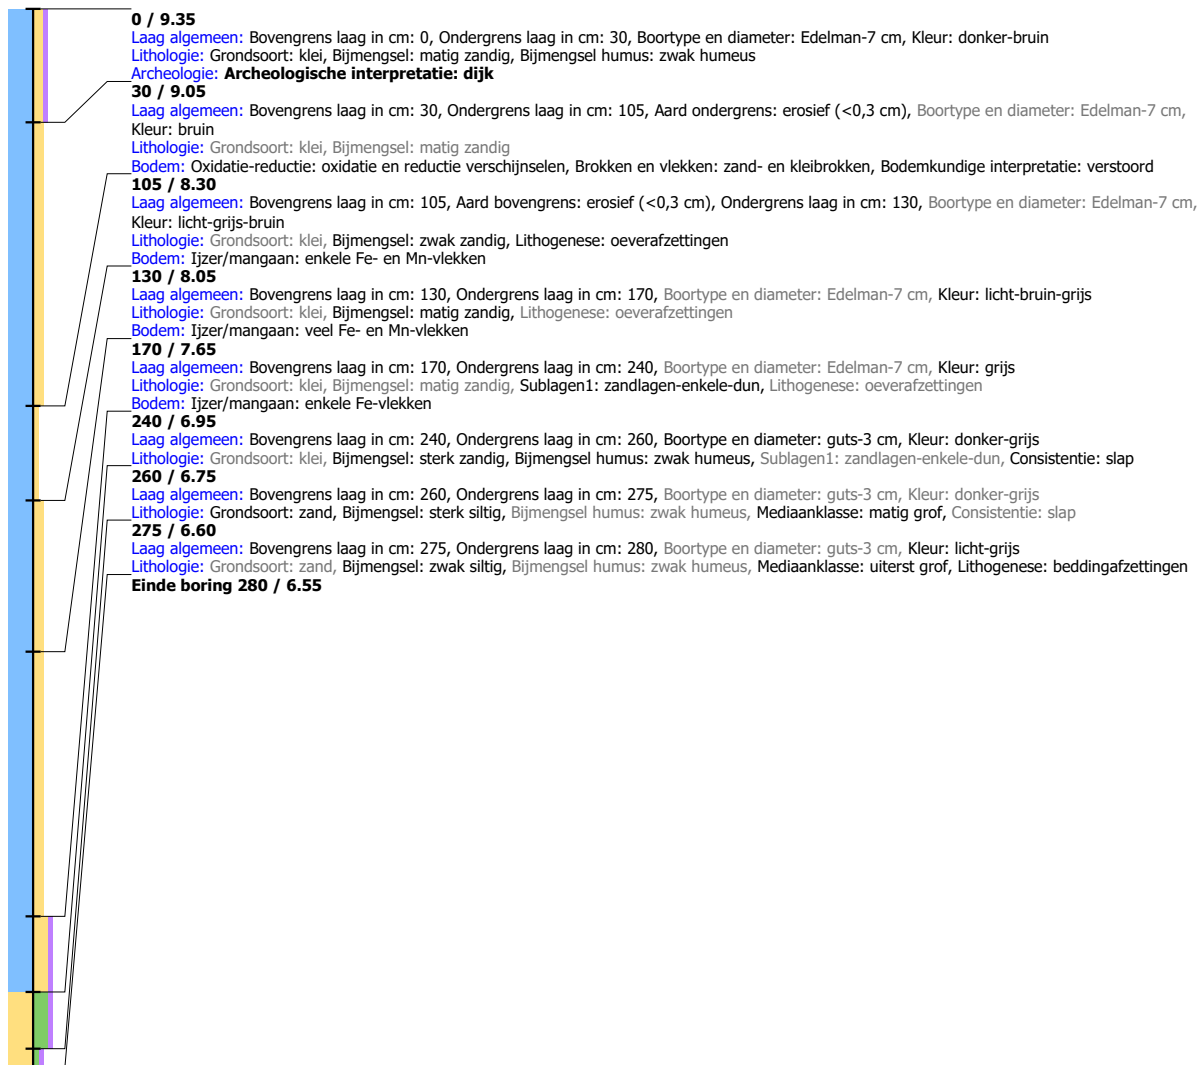 0 / 9.35
Laag algemeen: Bovengrens laag in cm: 0, Ondergrens laag in cm: 30, Boortype en diameter: Edelman-7 cm, Kleur: donker-bruin
Lithologie: Grondsoort: klei, Bijmengsel: matig zandig, Bijmengsel humus: zwak humeus
Archeologie: Archeologische interpretatie: dijk
30 / 9.05
Laag algemeen: Bovengrens laag in cm: 30, Ondergrens laag in cm: 105, Aard ondergrens: erosief (<0,3 cm), Boortype en diameter: Edelman-7 cm,
Kleur: bruin
Lithologie: Grondsoort: klei, Bijmengsel: matig zandig
Bodem: Oxidatie-reductie: oxidatie en reductie verschijnselen, Brokken en vlekken: zand- en kleibrokken, Bodemkundige interpretatie: verstoord
105 / 8.30
Laag algemeen: Bovengrens laag in cm: 105, Aard bovengrens: erosief (<0,3 cm), Ondergrens laag in cm: 130, Boortype en diameter: Edelman-7 cm,
Kleur: licht-grijs-bruin
Lithologie: Grondsoort: klei, Bijmengsel: zwak zandig, Lithogenese: oeverafzettingen
Bodem: Ijzer/mangaan: enkele Fe- en Mn-vlekken
130 / 8.05
Laag algemeen: Bovengrens laag in cm: 130, Ondergrens laag in cm: 170, Boortype en diameter: Edelman-7 cm, Kleur: licht-bruin-grijs
Lithologie: Grondsoort: klei, Bijmengsel: matig zandig, Lithogenese: oeverafzettingen
Bodem: Ijzer/mangaan: veel Fe- en Mn-vlekken
170 / 7.65
Laag algemeen: Bovengrens laag in cm: 170, Ondergrens laag in cm: 240, Boortype en diameter: Edelman-7 cm, Kleur: grijs
Lithologie: Grondsoort: klei, Bijmengsel: matig zandig, Sublagen1: zandlagen-enkele-dun, Lithogenese: oeverafzettingen
Bodem: Ijzer/mangaan: enkele Fe-vlekken
240 / 6.95
Laag algemeen: Bovengrens laag in cm: 240, Ondergrens laag in cm: 260, Boortype en diameter: guts-3 cm, Kleur: donker-grijs
Lithologie: Grondsoort: klei, Bijmengsel: sterk zandig, Bijmengsel humus: zwak humeus, Sublagen1: zandlagen-enkele-dun, Consistentie: slap
260 / 6.75
Laag algemeen: Bovengrens laag in cm: 260, Ondergrens laag in cm: 275, Boortype en diameter: guts-3 cm, Kleur: donker-grijs
Lithologie: Grondsoort: zand, Bijmengsel: sterk siltig, Bijmengsel humus: zwak humeus, Mediaanklasse: matig grof, Consistentie: slap
275 / 6.60
Laag algemeen: Bovengrens laag in cm: 275, Ondergrens laag in cm: 280, Boortype en diameter: guts-3 cm, Kleur: licht-grijs
Lithologie: Grondsoort: zand, Bijmengsel: zwak siltig, Bijmengsel humus: zwak humeus, Mediaanklasse: uiterst grof, Lithogenese: beddingafzettingen
Einde boring 280 / 6.55